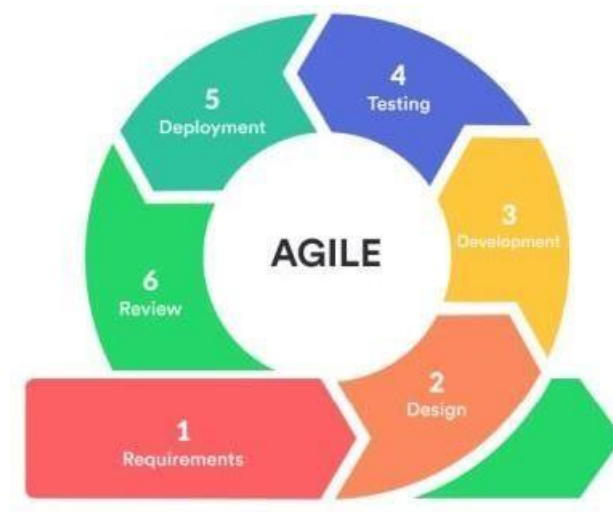 4
Testing
5
Deployment
3
Development
AGILE
6
Review
2
Design
1
Requirements